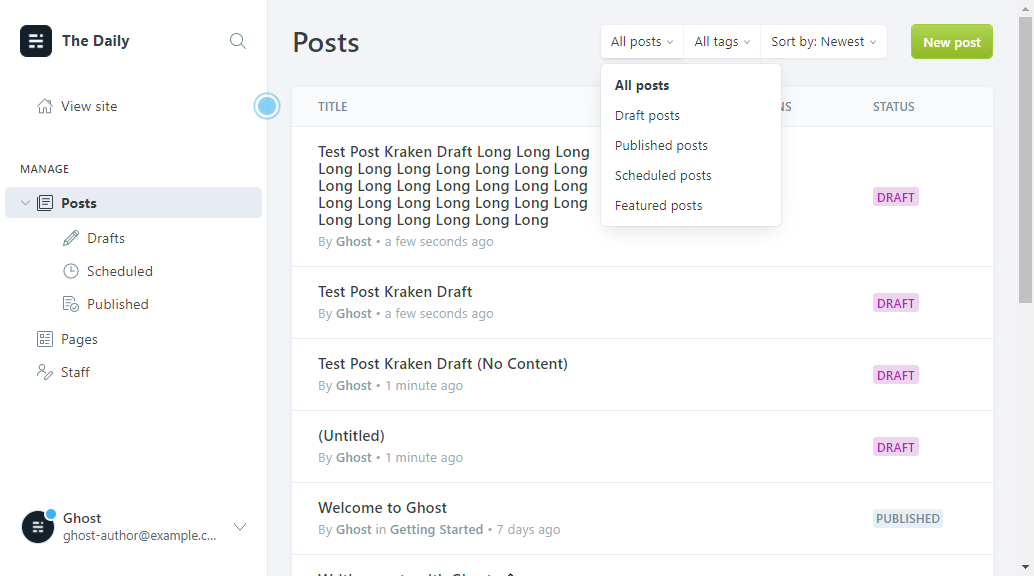 The Daily
View site
MANAGE
Posts
Drafts
Scheduled
Published
Pages
Staff
Ghost
ghost-author@example.c...
Posts
All posts
All tags
Sort by: Newest
New post
All posts
Draft posts
Published posts
Scheduled posts
Featured posts
TITLE
STATUS
Test Post Kraken Draft Long Long Long
Long Long Long Long Long Long Long
Long Long Long Long Long Long Long
Long Long Long Long Long Long Long
Long Long Long Long Long Long
By Ghost • a few seconds ago
DRAFT
Test Post Kraken Draft
By Ghost • a few seconds ago
DRAFT
Test Post Kraken Draft (No Content)
By Ghost • 1 minute ago
DRAFT
(Untitled)
By Ghost • 1 minute ago
DRAFT
Welcome to Ghost
By Ghost in Getting Started • 7 days ago
PUBLISHED